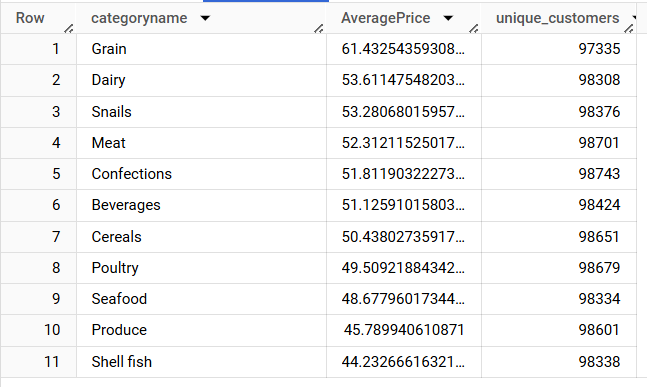 Row categoryname AveragePrice unique_customers
1 Grain 61.43254359308... 97335
2 Dairy 53.61147548203... 98308
3 Snails 53.28068015957... 98376
4 Meat 52.31211525017... 98701
5 Confections 51.81190322273... 98743
6 Beverages 51.12591015803... 98424
7 Cereals 50.43802735917... 98651
8 Poultry 49.50921884342... 98679
9 Seafood 48.67796017344... 98334
10 Produce 45.789940610871 98601
11 Shell fish 44.23266616321... 98338